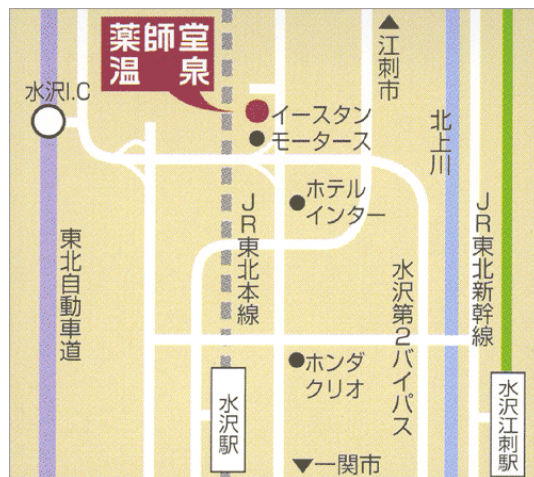 薬師堂
温泉
水沢I.C
▲
江刺市
イースタン
モータース
北上川
ホテル
インター
JR東北本線
JR東北新幹線
東北自動車道
水沢第2バイパス
ホンダ
クリオ
水沢駅
水沢江刺駅
▼一関市